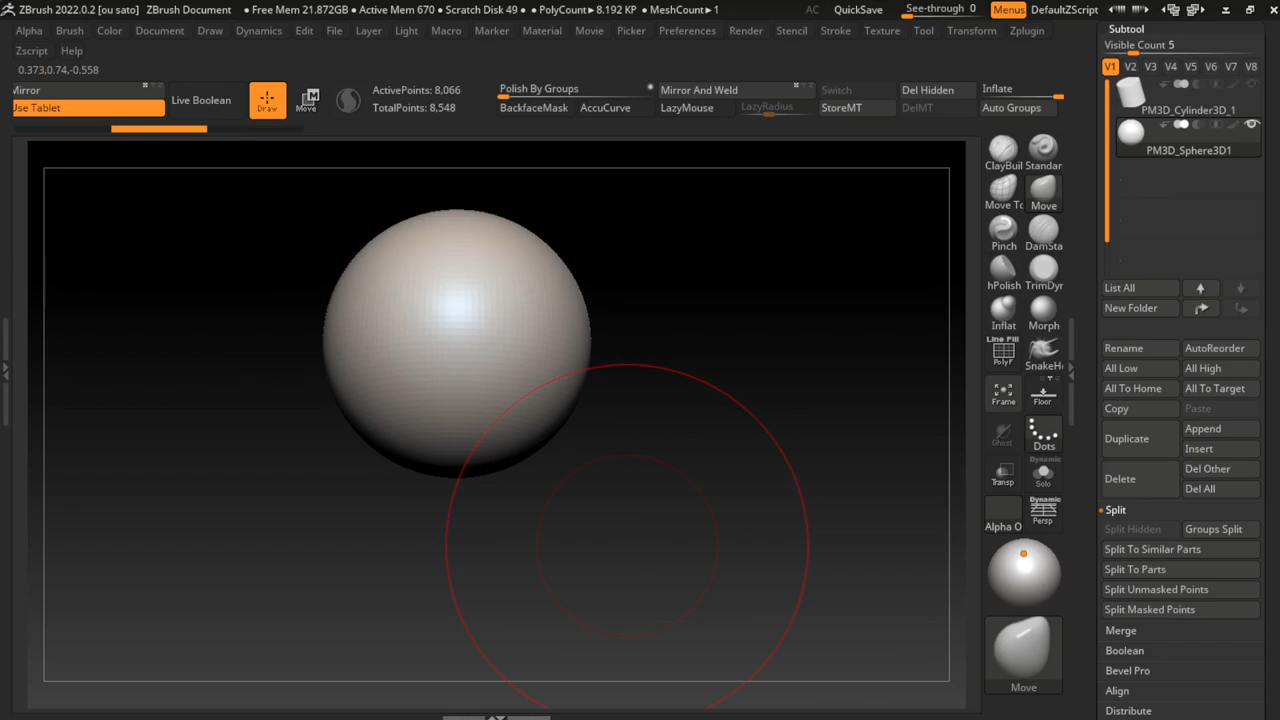 ZBrush 2022.0.2 [ou sato] ZBrush Document • Free Mem 21.872GB • Active Mem 670 • Scratch Disk 49 • PolyCount▸ 8.192 KP • MeshCount▸ 1 AC QuickSave See-through 0 Menus DefaultZScript
Alpha Brush Color Document Draw Dynamics Edit File Layer Light Macro Marker Material Movie Picker Preferences Render Stencil Stroke Texture Tool Transform Zplugin
Zscript Help
0.373,0.74,-0.558
Mirror
Use Tablet
Live Boolean
Draw
Move
M
ActivePoints: 8,066
TotalPoints: 8,548
Polish By Groups
BackfaceMask AccuCurve
Mirror And Weld
LazyMouse LazyRadius
Switch
StoreMT
Del Hidden
DelMT
Inflate
Auto Groups
ClayBuil Standar
Move To Move
Pinch DamSta
hPolish TrimDyr
Inflat Morph
Line Fill
PolyF
SnakeHo
Frame Floor
Ghost Dots
Dynamic
Transp Solo
Dynamic
Alpha O Persp
Move
Subtool
Visible Count 5
V1 V2 V3 V4 V5 V6 V7 V8
PM3D_Cylinder3D_1
PM3D_Sphere3D1
List All
New Folder
Rename AutoReorder
All Low All High
All To Home All To Target
Copy Paste
Duplicate Append
Insert
Delete Del Other
Del All
Split
Split Hidden Groups Split
Split To Similar Parts
Split To Parts
Split Unmasked Points
Split Masked Points
Merge
Boolean
Bevel Pro
Align
Distribute